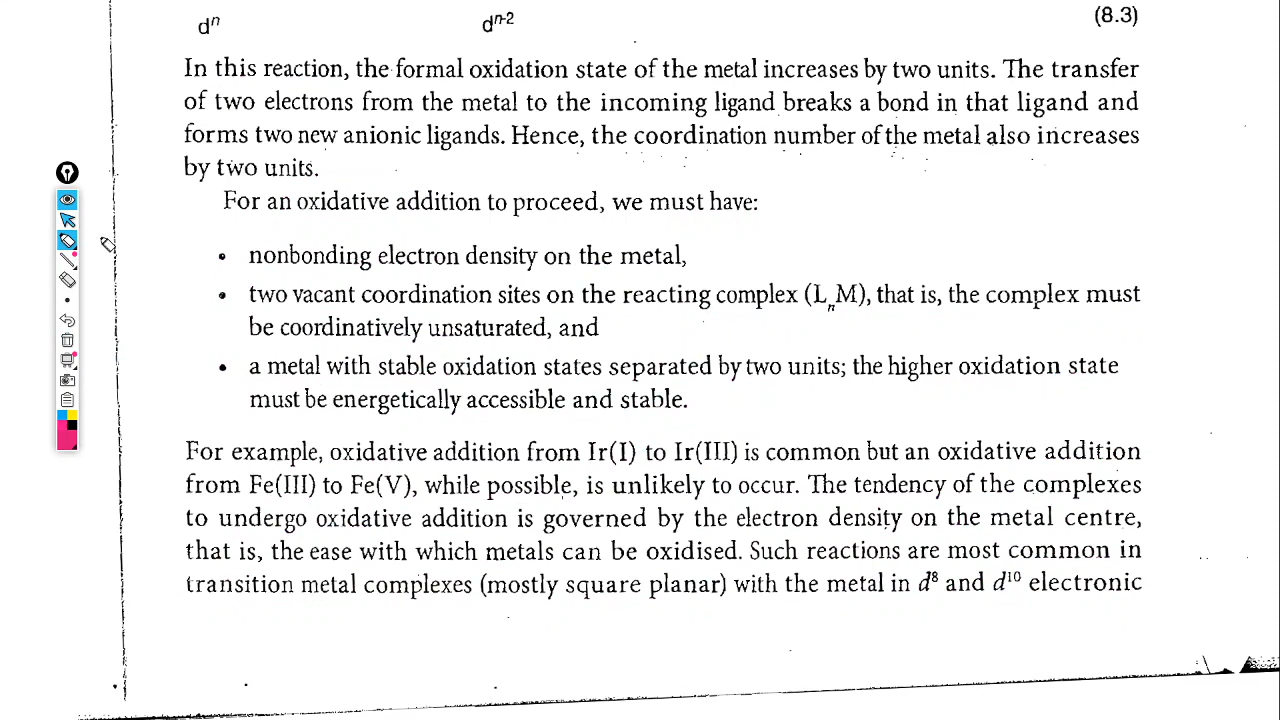 dⁿ dⁿ⁻² (8.3)
In this reaction, the formal oxidation state of the metal increases by two units. The transfer
of two electrons from the metal to the incoming ligand breaks a bond in that ligand and
forms two new anionic ligands. Hence, the coordination number of the metal also increases
by two units.
For an oxidative addition to proceed, we must have:
• nonbonding electron density on the metal,
• two vacant coordination sites on the reacting complex (LₙM), that is, the complex must
be coordinatively unsaturated, and
• a metal with stable oxidation states separated by two units; the higher oxidation state
must be energetically accessible and stable.
For example, oxidative addition from Ir(I) to Ir(III) is common but an oxidative addition
from Fe(III) to Fe(V), while possible, is unlikely to occur. The tendency of the complexes
to undergo oxidative addition is governed by the electron density on the metal centre,
that is, the ease with which metals can be oxidised. Such reactions are most common in
transition metal complexes (mostly square planar) with the metal in d⁸ and d¹⁰ electronic